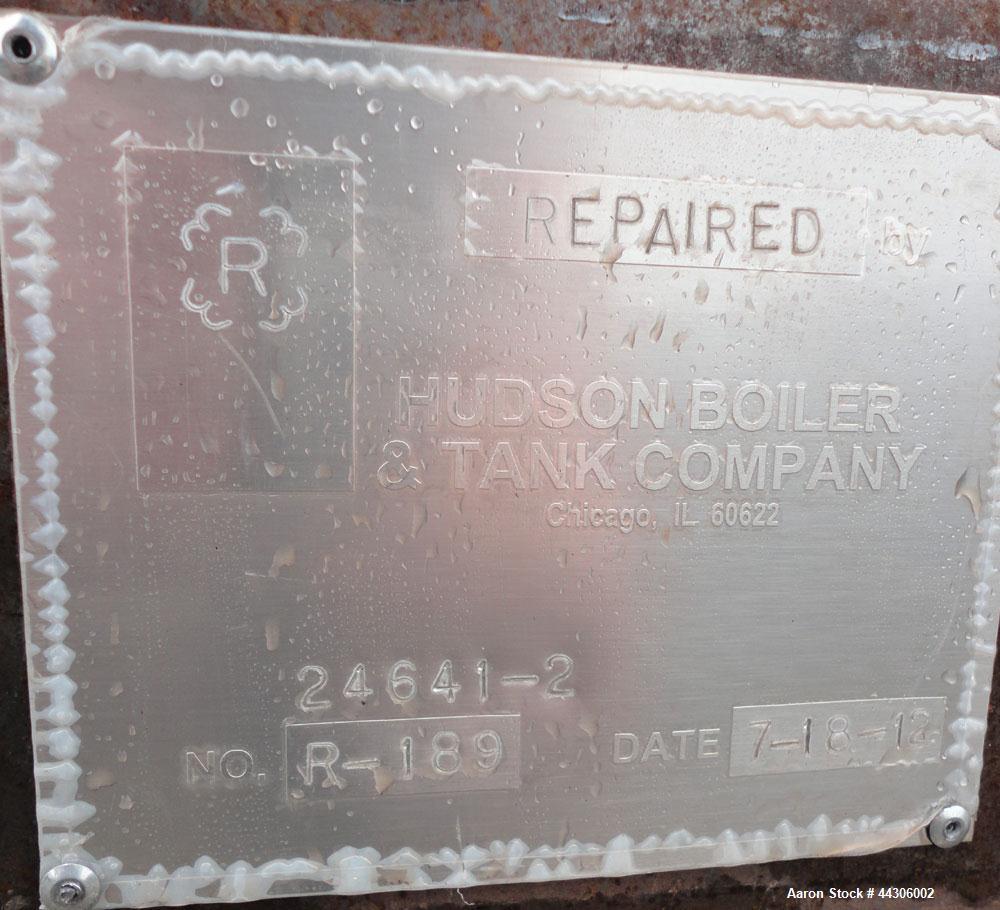 R
REPAIRED by
HUDSON BOILER
& TANK COMPANY
Chicago, IL 60622
24641-2
NO. R-189 DATE 7-18-12
Aaron Stock # 44306002